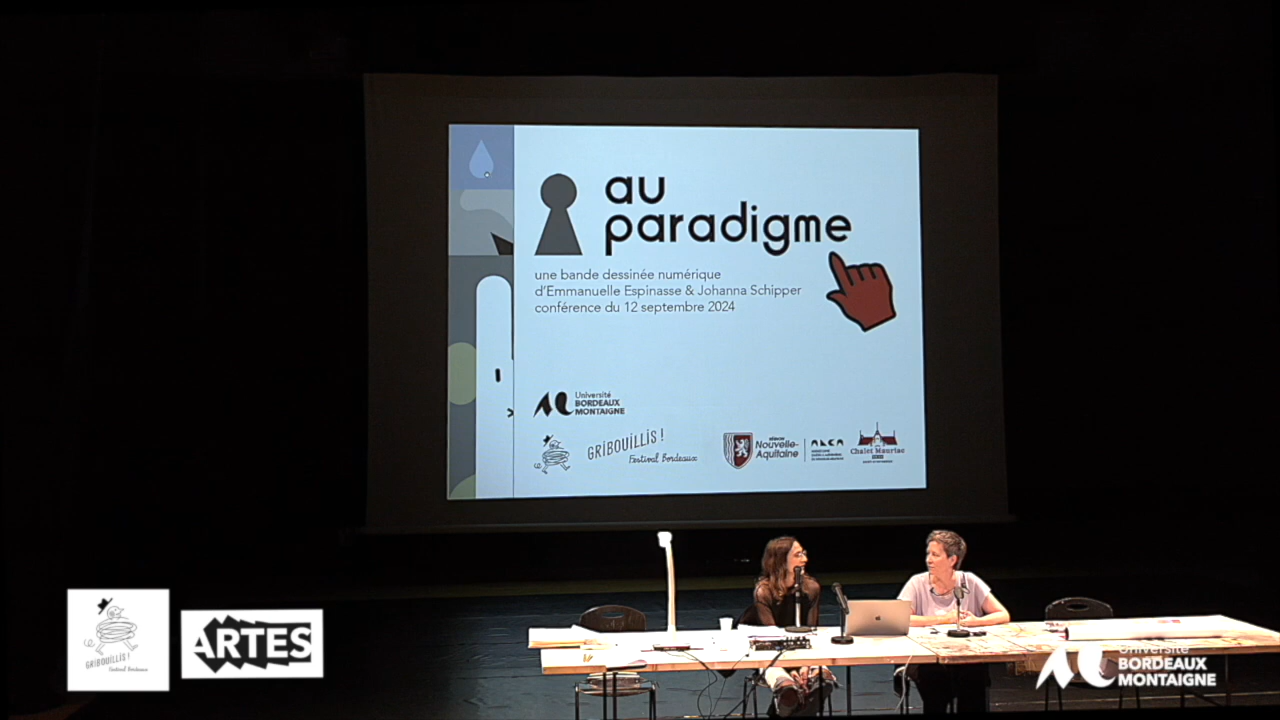 au
paradigme
une bande dessinée numérique
d'Emmanuelle Espinasse & Johanna Schipper
conférence du 12 septembre 2024
Université
BORDEAUX
MONTAIGNE
GRIBOUILLIS !
Festival Bordeaux
Nouvelle-
Aquitaine
ALCA
Chalet Mauriac
GRIBOUILLIS !
Festival Bordeaux
ARTES
Université
BORDEAUX
MONTAIGNE